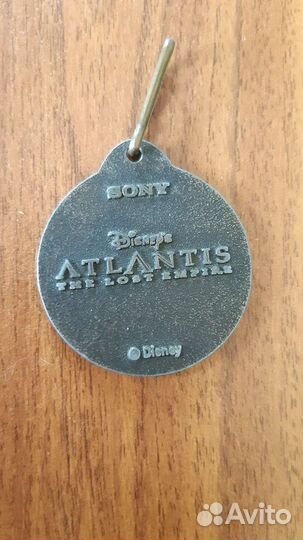 SONY
Disney's
ATLANTIS
THE LOST EMPIRE
© Disney
Avito